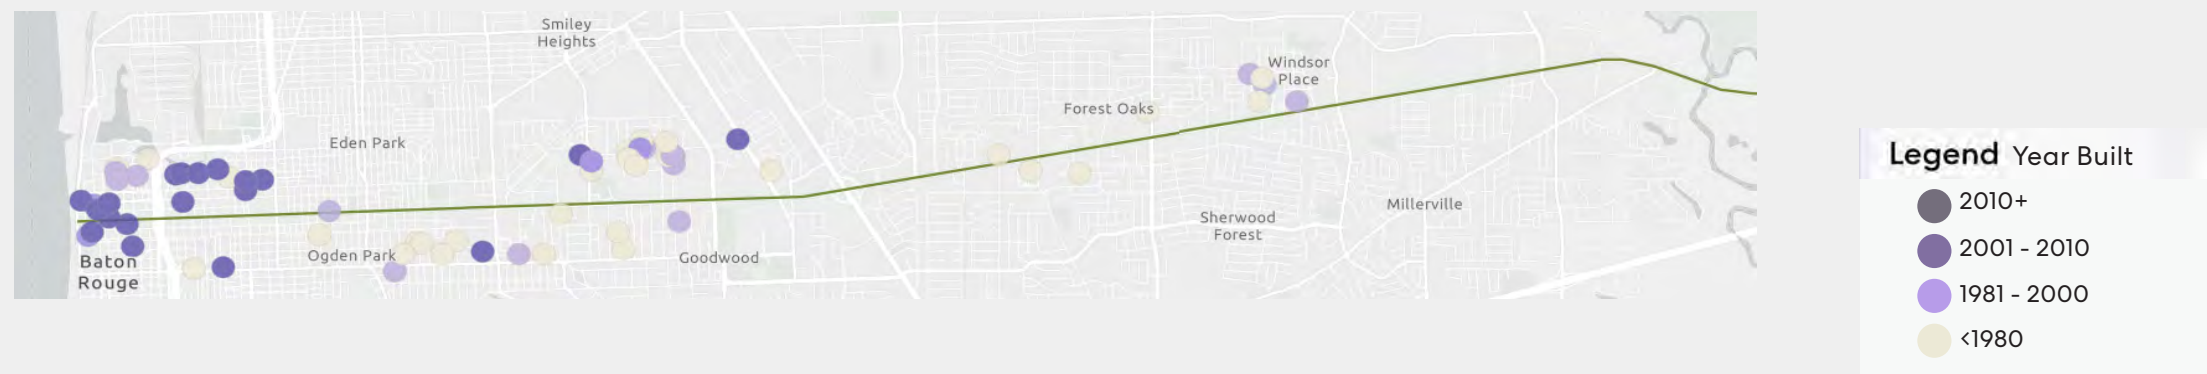 Smiley
Heights
Windsor
Place
Forest Oaks
Eden Park
Sherwood
Forest
Millerville
Ogden Park
Goodwood
Baton
Rouge
Legend Year Built
2010+
2001 - 2010
1981 - 2000
<1980